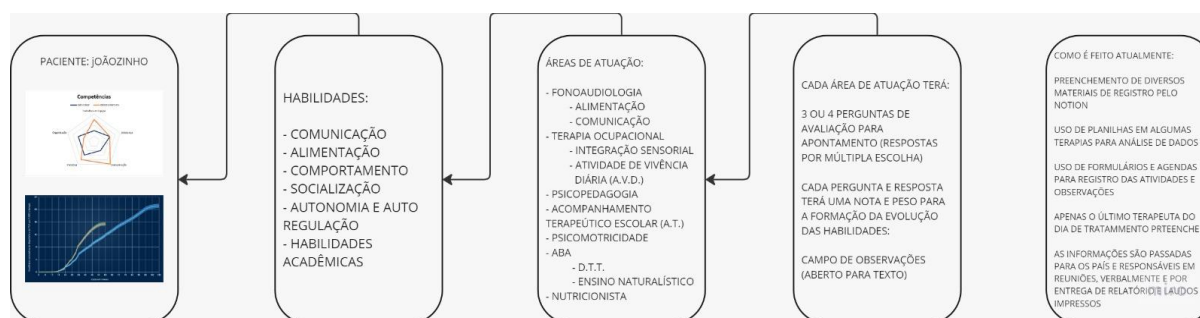 PACIENTE: jOÃOZINHO
Competências
HABILIDADES:
- COMUNICAÇÃO
- ALIMENTAÇÃO
- COMPORTAMENTO
- SOCIALIZAÇÃO
- AUTONOMIA E AUTO
REGULAÇÃO
- HABILIDADES
ACADÊMICAS
ÁREAS DE ATUAÇÃO:
- FONOAUDIOLOGIA
- ALIMENTAÇÃO
- COMUNICAÇÃO
- TERAPIA OCUPACIONAL
- INTEGRAÇÃO SENSORIAL
- ATIVIDADE DE VIVÊNCIA
DIÁRIA (A.V.D.)
- PSICOPEDAGOGIA
- ACOMPANHAMENTO
TERAPEÚTICO ESCOLAR (A.T.)
- PSICOMOTRICIDADE
- ABA
- D.T.T.
- ENSINO NATURALÍSTICO
- NUTRICIONISTA
CADA ÁREA DE ATUAÇÃO TERÁ:
3 OU 4 PERGUNTAS DE
AVALIAÇÃO PARA
APONTAMENTO (RESPOSTAS
POR MÚLTIPLA ESCOLHA)
CADA PERGUNTA E RESPOSTA
TERÁ UMA NOTA E PESO PARA
A FORMAÇÃO DA EVOLUÇÃO
DAS HABILIDADES:
CAMPO DE OBSERVAÇÕES
(ABERTO PARA TEXTO)
COMO É FEITO ATUALMENTE:
PREENCHEMENTO DE DIVERSOS
MATERIAIS DE REGISTRO PELO
NOTION
USO DE PLANILHAS EM ALGUMAS
TERAPIAS PARA ANÁLISE DE DADOS
USO DE FORMULÁRIOS E AGENDAS
PARA REGISTRO DAS ATIVIDADES E
OBSERVAÇÕES
APENAS O ÚLTIMO TERAPEUTA DO
DIA DE TRATAMMENTO PRTEENCHE
AS INFORMAÇÕES SÃO PASSADAS
PARA OS PAÍS E RESPONSÁVEIS EM
REUNIÕES, VERBALMENTE E POR
ENTREGA DE RELATÓRIOS LAUDOS
IMPRESSOS
miro